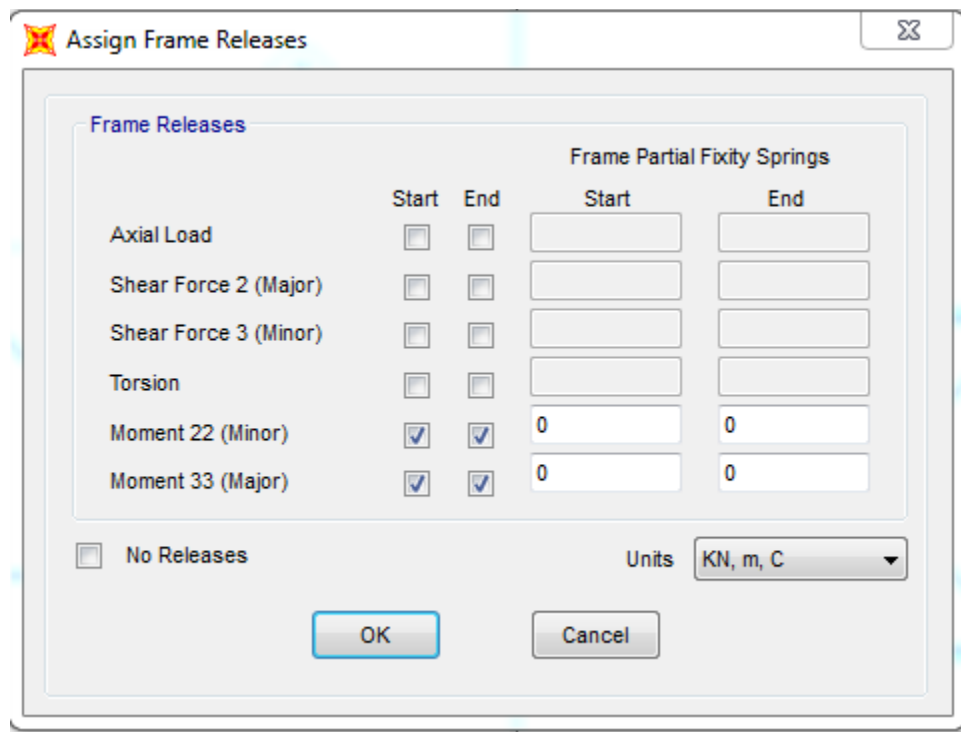 Assign Frame Releases
Frame Releases
Frame Partial Fixity Springs
Start End Start End
Axial Load
Shear Force 2 (Major)
Shear Force 3 (Minor)
Torsion
Moment 22 (Minor) 0 0
Moment 33 (Major) 0 0
No Releases Units KN, m, C
OK Cancel